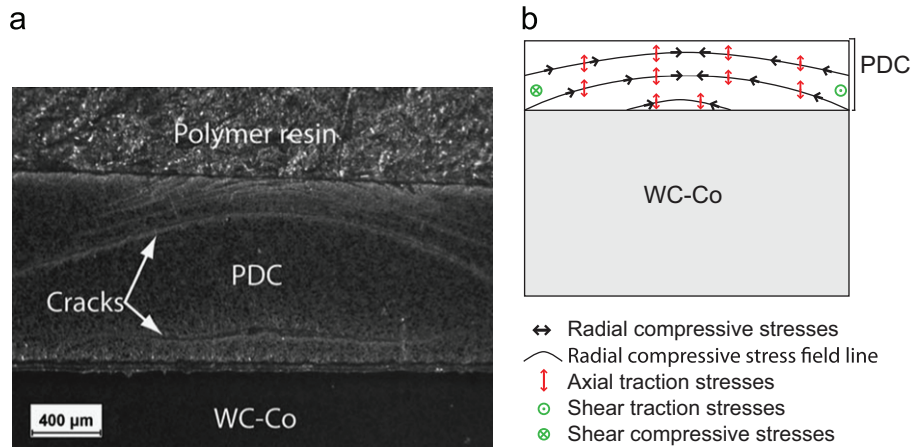 a
Polymer resin
PDC
Cracks
400 µm
WC-Co
b
PDC
WC-Co
Radial compressive stresses
Radial compressive stress field line
Axial traction stresses
Shear traction stresses
Shear compressive stresses